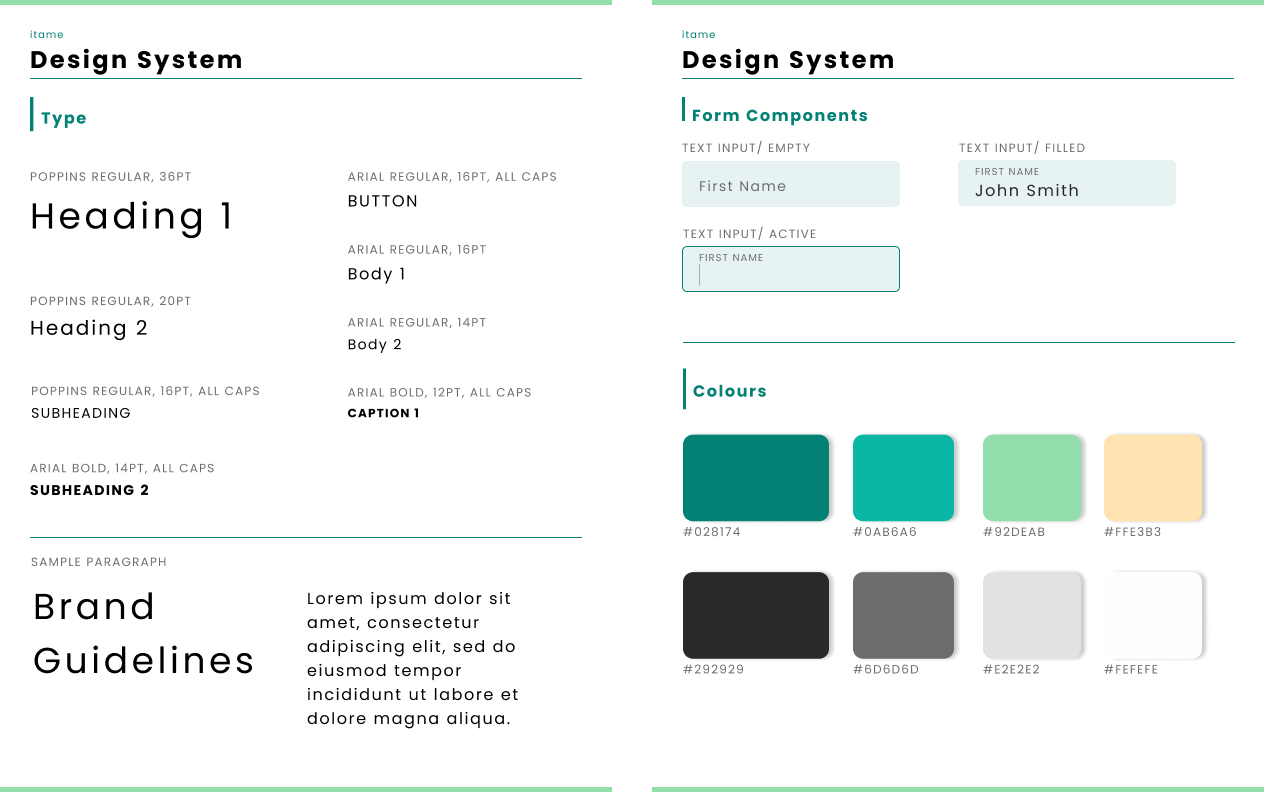 itame
Design System
Type
POPPINS REGULAR, 36PT
Heading 1
POPPINS REGULAR, 20PT
Heading 2
POPPINS REGULAR, 16PT, ALL CAPS
SUBHEADING
ARIAL BOLD, 14PT, ALL CAPS
SUBHEADING 2
ARIAL REGULAR, 16PT, ALL CAPS
BUTTON
ARIAL REGULAR, 16PT
Body 1
ARIAL REGULAR, 14PT
Body 2
ARIAL BOLD, 12PT, ALL CAPS
CAPTION 1
SAMPLE PARAGRAPH
Brand
Guidelines
Lorem ipsum dolor sit
amet, consectetur
adipiscing elit, sed do
eiusmod tempor
incididunt ut labore et
dolore magna aliqua.
itame
Design System
Form Components
TEXT INPUT/ EMPTY
First Name
TEXT INPUT/ FILLED
FIRST NAME
John Smith
TEXT INPUT/ ACTIVE
FIRST NAME
Colours
#028174
#0AB6A6
#92DEAB
#FFE3B3
#292929
#6D6D6D
#E2E2E2
#FEFEFE